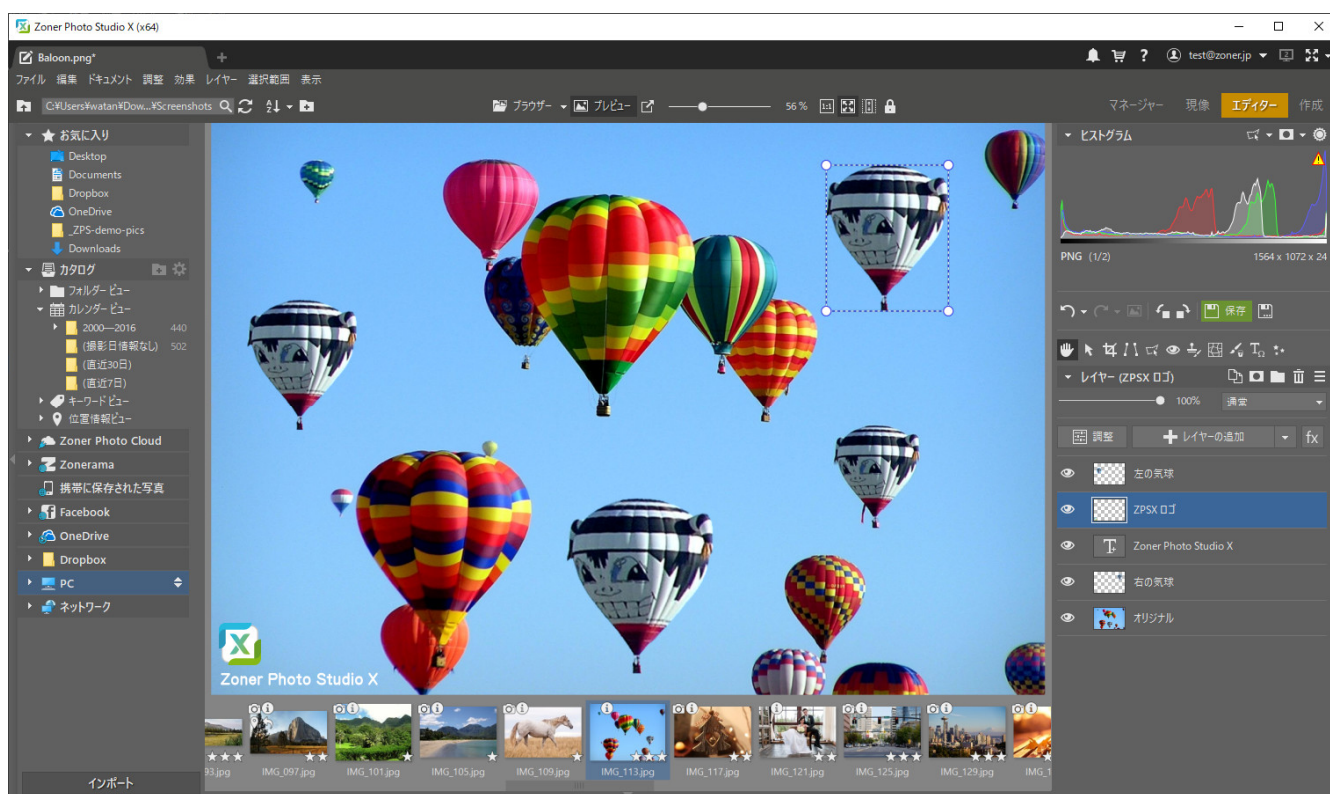 Zoner Photo Studio X (x64)
Baloon.png*
test@zoner.jp
ファイル 編集 ドキュメント 調整 効果 レイヤー 選択範囲 表示
C:¥Users¥watan¥Dow...¥Screenshots
ブラウザー プレビュー 56 % 1:1
マネージャー 現像 エディター 作成
お気に入り
Desktop
Documents
Dropbox
OneDrive
_ZPS-demo-pics
Downloads
カタログ
フォルダービュー
カレンダービュー
2000—2016 440
(撮影日情報なし) 502
(直近30日)
(直近7日)
キーワードビュー
位置情報ビュー
Zoner Photo Cloud
Zonerama
携帯に保存された写真
Facebook
OneDrive
Dropbox
PC
ネットワーク
インポート
Zoner Photo Studio X
93.jpg IMG_097.jpg IMG_101.jpg IMG_105.jpg IMG_109.jpg IMG_113.jpg IMG_117.jpg IMG_121.jpg IMG_125.jpg IMG_129.jpg IMG_1
ヒストグラム
PNG (1/2) 1564 x 1072 x 24
保存
レイヤー (ZPSX ロゴ)
100% 通常
調整 レイヤーの追加 fx
左の気球
ZPSX ロゴ
Zoner Photo Studio X
右の気球
オリジナル